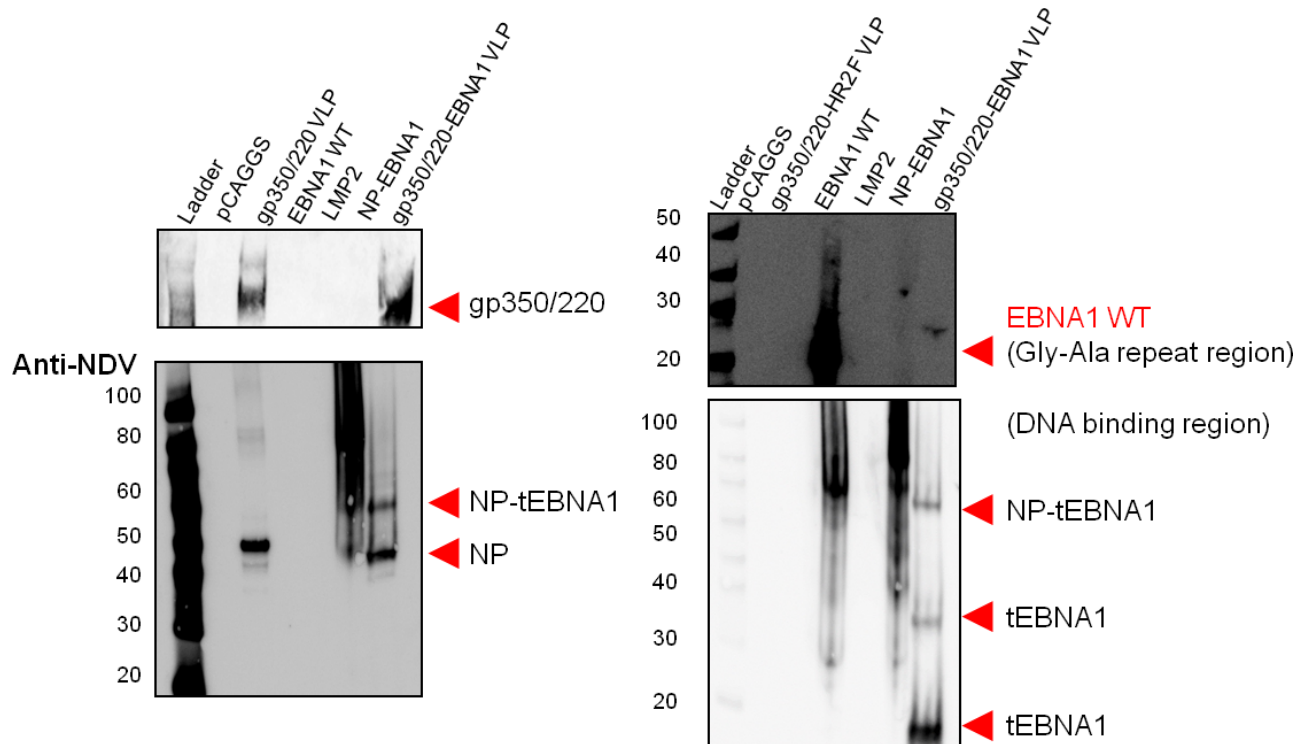 Ladder
pCAGGS
gp350/220 VLP
EBNA1 WT
LMP2
NP-EBNA1
gp350/220-EBNA1 VLP
gp350/220
Anti-NDV
100
80
60
50
40
30
20
NP-tEBNA1
NP
Ladder
pCAGGS
gp350/220-HR2F VLP
EBNA1 WT
LMP2
NP-EBNA1
gp350/220-EBNA1 VLP
50
40
30
20
EBNA1 WT
(Gly-Ala repeat region)
(DNA binding region)
100
80
60
50
40
30
20
NP-tEBNA1
tEBNA1
tEBNA1